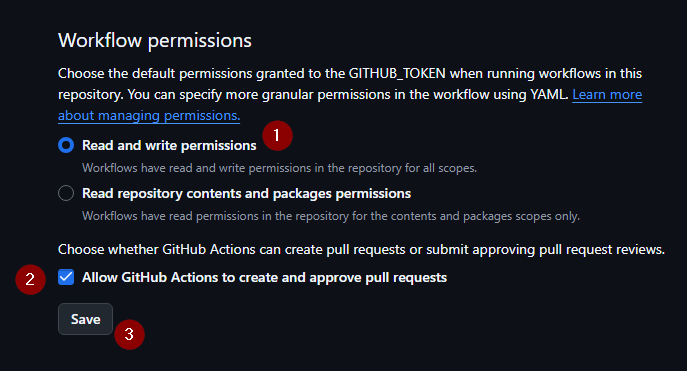 Workflow permissions
Choose the default permissions granted to the GITHUB_TOKEN when running workflows in this
repository. You can specify more granular permissions in the workflow using YAML. Learn more
about managing permissions.
1
Read and write permissions
Workflows have read and write permissions in the repository for all scopes.
Read repository contents and packages permissions
Workflows have read permissions in the repository for the contents and packages scopes only.
Choose whether GitHub Actions can create pull requests or submit approving pull request reviews.
2 Allow GitHub Actions to create and approve pull requests
Save
3